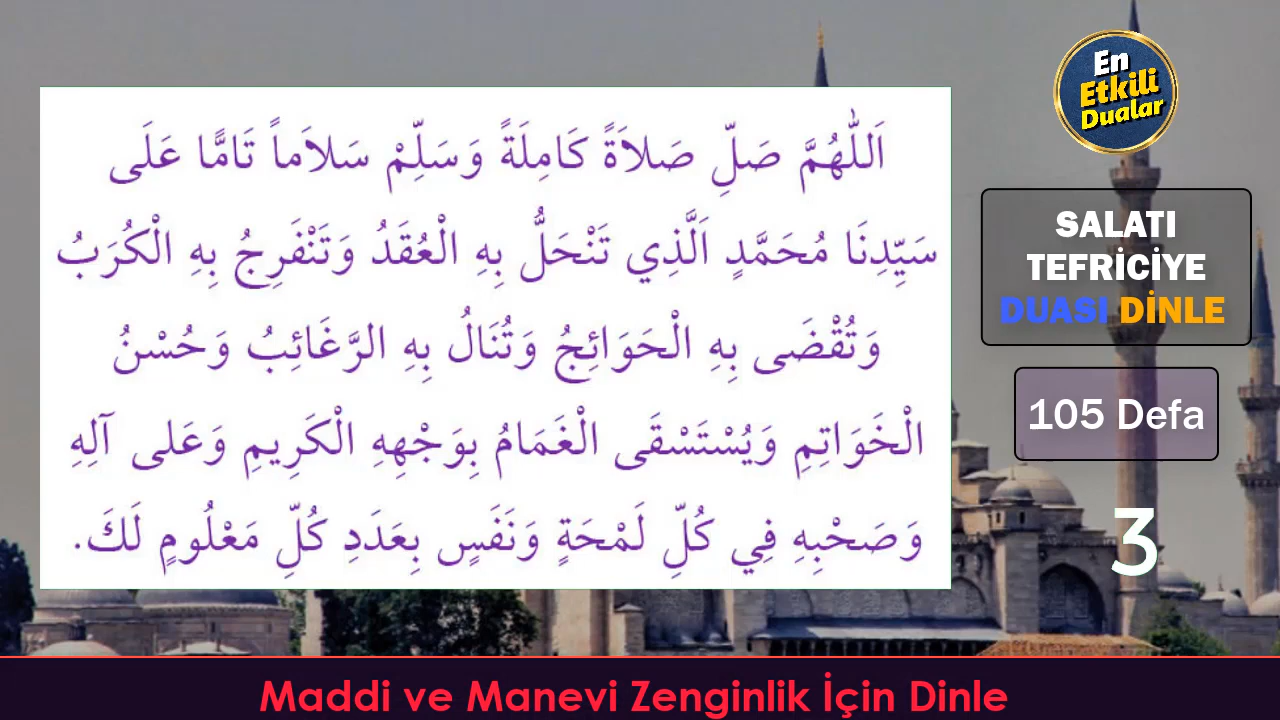 اَللّٰهُمَّ صَلِّ صَلاَةً كَامِلَةً وَسَلِّمْ سَلاَماً تَامًّا عَلَى
سَيِّدِنَا مُحَمَّدٍ اَلَّذِي تَنْحَلُّ بِهِ الْعُقَدُ وَتَنْفَرِجُ بِهِ الْكُرَبُ
وَتُقْضَى بِهِ الْحَوَائِجُ وَتُنَالُ بِهِ الرَّغَائِبُ وَحُسْنُ
الْخَوَاتِمِ وَيُسْتَسْقَى الْغَمَامُ بِوَجْهِهِ الْكَرِيمِ وَعَلى آلِهِ
وَصَحْبِهِ فِي كُلِّ لَمْحَةٍ وَنَفَسٍ بِعَدَدِ كُلِّ مَعْلُومٍ لَكَ.
En
Etkili
Dualar
SALATI
TEFRİCİYE
DUASI DİNLE
105 Defa
3
Maddi ve Manevi Zenginlik İçin Dinle